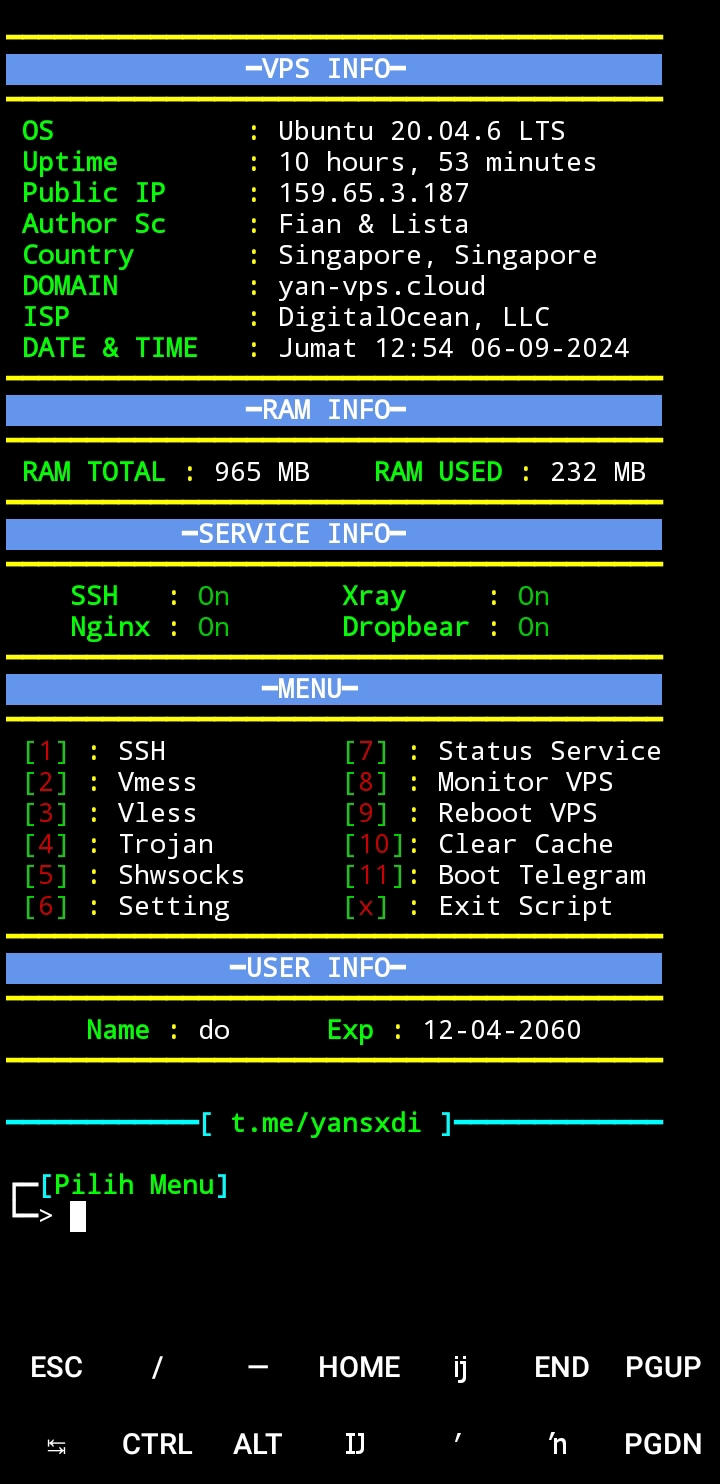 ━VPS INFO━
OS : Ubuntu 20.04.6 LTS
Uptime : 10 hours, 53 minutes
Public IP : 159.65.3.187
Author Sc : Fian & Lista
Country : Singapore, Singapore
DOMAIN : yan-vps.cloud
ISP : DigitalOcean, LLC
DATE & TIME : Jumat 12:54 06-09-2024
━RAM INFO━
RAM TOTAL : 965 MB RAM USED : 232 MB
━SERVICE INFO━
SSH : On Xray : On
Nginx : On Dropbear : On
━MENU━
[1] : SSH [7] : Status Service
[2] : Vmess [8] : Monitor VPS
[3] : Vless [9] : Reboot VPS
[4] : Trojan [10]: Clear Cache
[5] : Shwsocks [11]: Boot Telegram
[6] : Setting [x] : Exit Script
━USER INFO━
Name : do Exp : 12-04-2060
[ t.me/yansxdi ]
[Pilih Menu]
>
ESC / — HOME ĳ END PGUP
↹ CTRL ALT Ĳ ′ ŉ PGDN